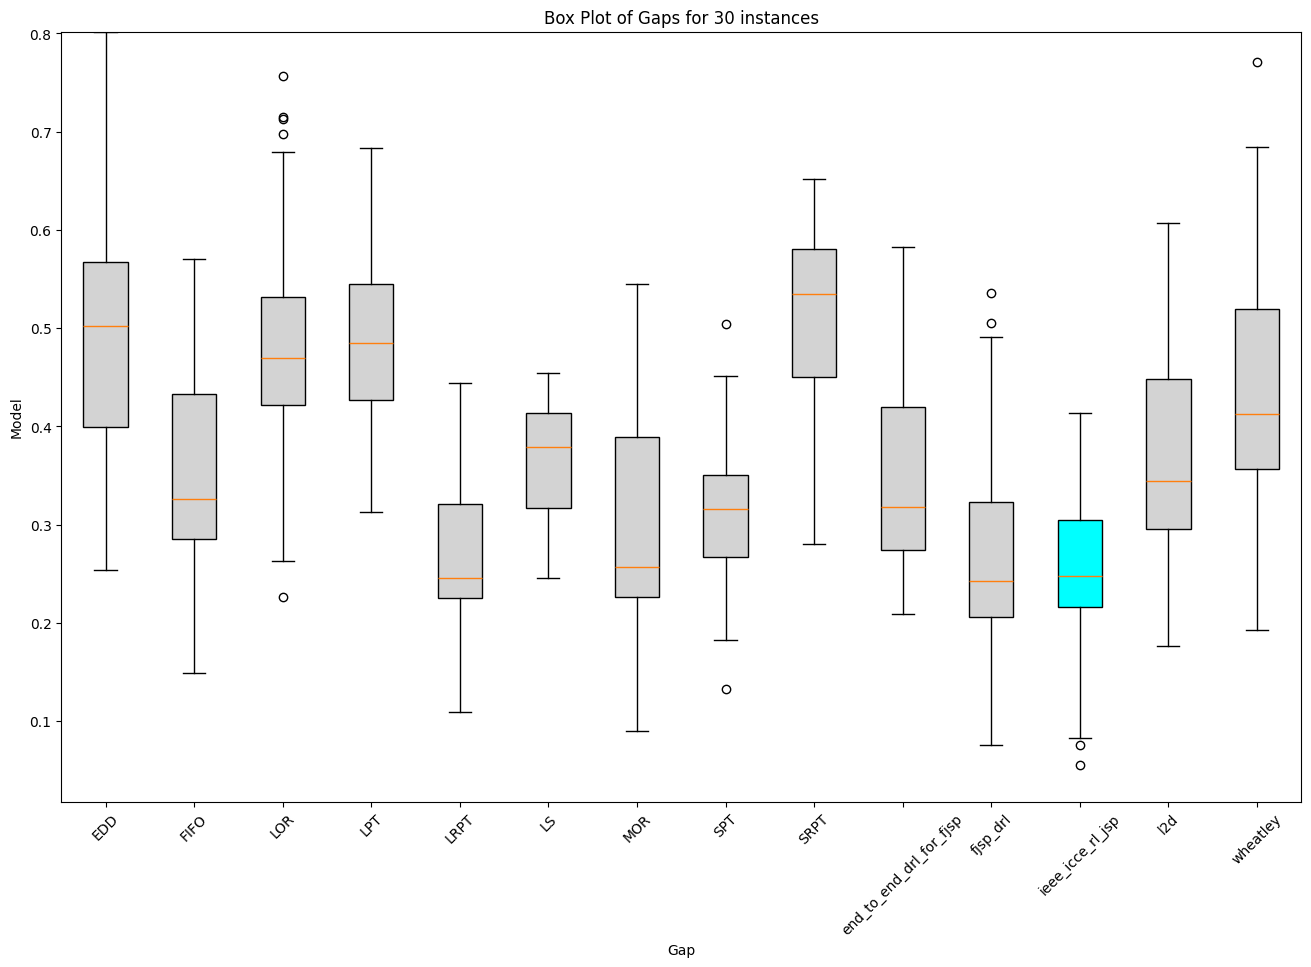 Box Plot of Gaps for 30 instances
Model
0.8
0.7
0.6
0.5
0.4
0.3
0.2
0.1
EDD
FIFO
LOR
LPT
LRPT
LS
MOR
SPT
SRPT
end_to_end_drl_for_fjsp
fjsp_drl
ieee_icce_rl_jsp
l2d
wheatley
Gap